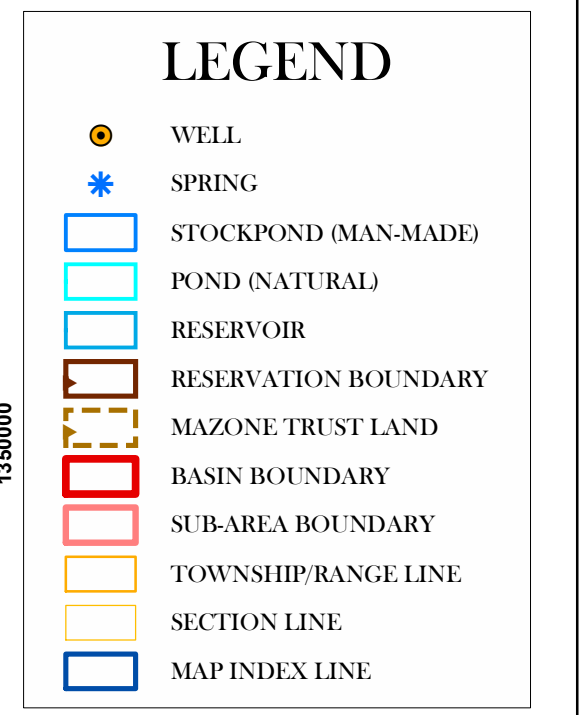 LEGEND
WELL
SPRING
STOCKPOND (MAN-MADE)
POND (NATURAL)
RESERVOIR
RESERVATION BOUNDARY
MAZONE TRUST LAND
BASIN BOUNDARY
SUB-AREA BOUNDARY
TOWNSHIP/RANGE LINE
SECTION LINE
MAP INDEX LINE
1350000